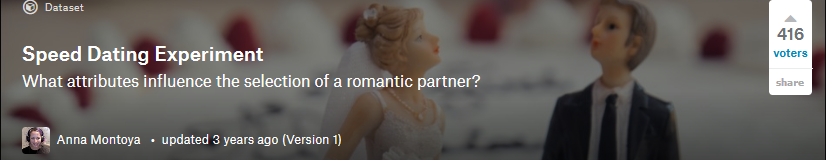 Dataset
416
voters
Speed Dating Experiment
What attributes influence the selection of a romantic partner?
share
Anna Montoya • updated 3 years ago (Version 1)